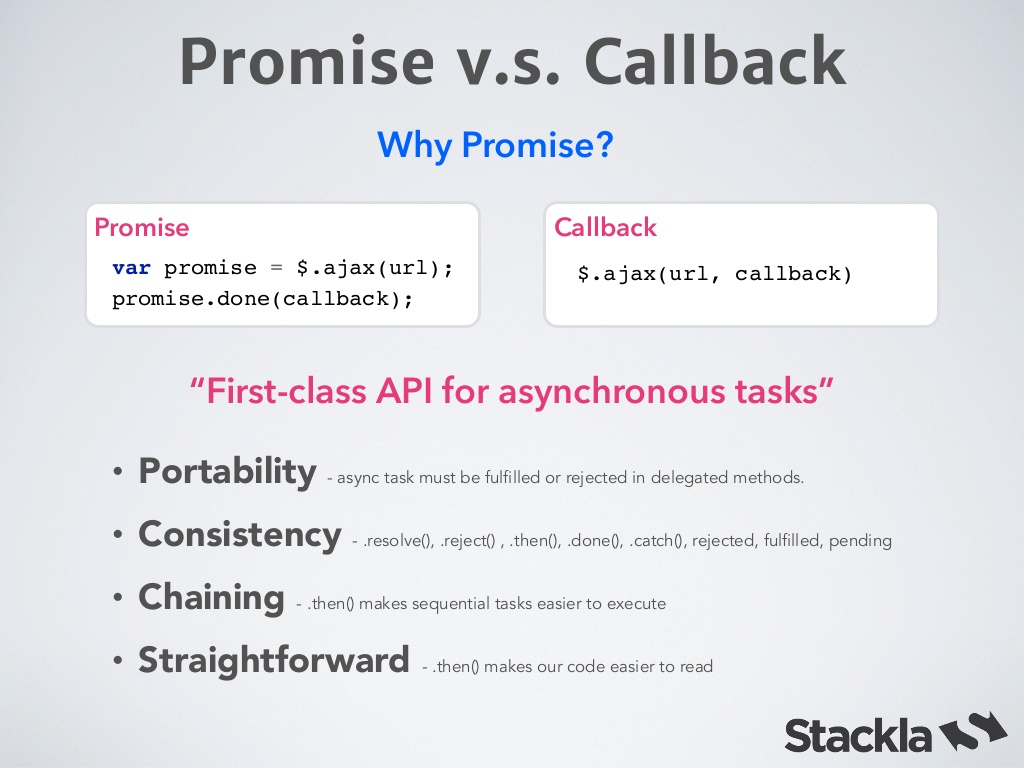 Promise v.s. Callback
Why Promise?
Promise
var promise = $.ajax(url);
promise.done(callback);
Callback
$.ajax(url, callback)
“First-class API for asynchronous tasks”
• Portability - async task must be fulfilled or rejected in delegated methods.
• Consistency - .resolve(), .reject() , .then(), .done(), .catch(), rejected, fulfilled, pending
• Chaining - .then() makes sequential tasks easier to execute
• Straightforward - .then() makes our code easier to read
Stackla